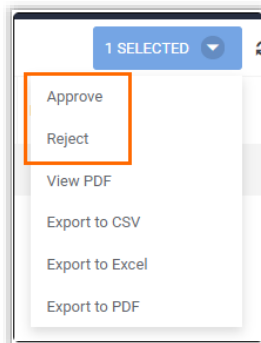 1 SELECTED
Approve
Reject
View PDF
Export to CSV
Export to Excel
Export to PDF